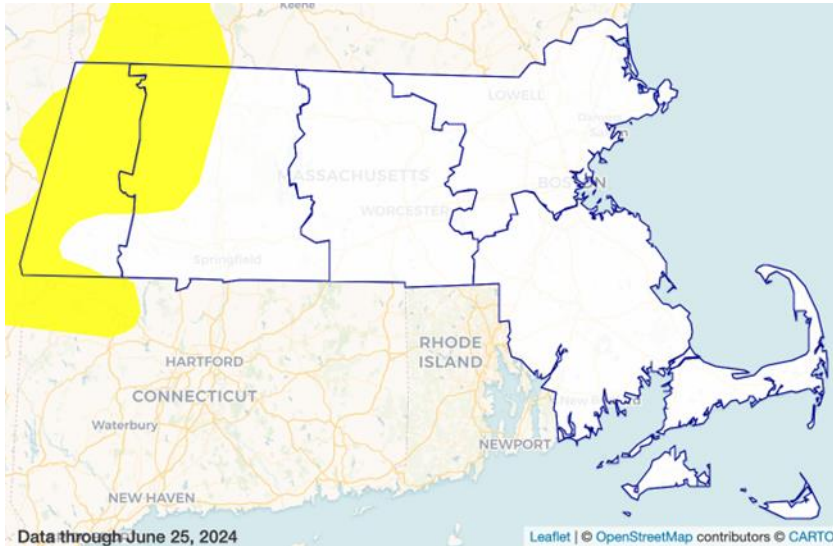 Keene
LOWELL
MASSACHUSETTS
BOSTON
WORCESTER
Springfield
RHODE
ISLAND
HARTFORD
CONNECTICUT
Waterbury
NEWPORT
NEW HAVEN
Data through June 25, 2024
Leaflet | © OpenStreetMap contributors © CARTO